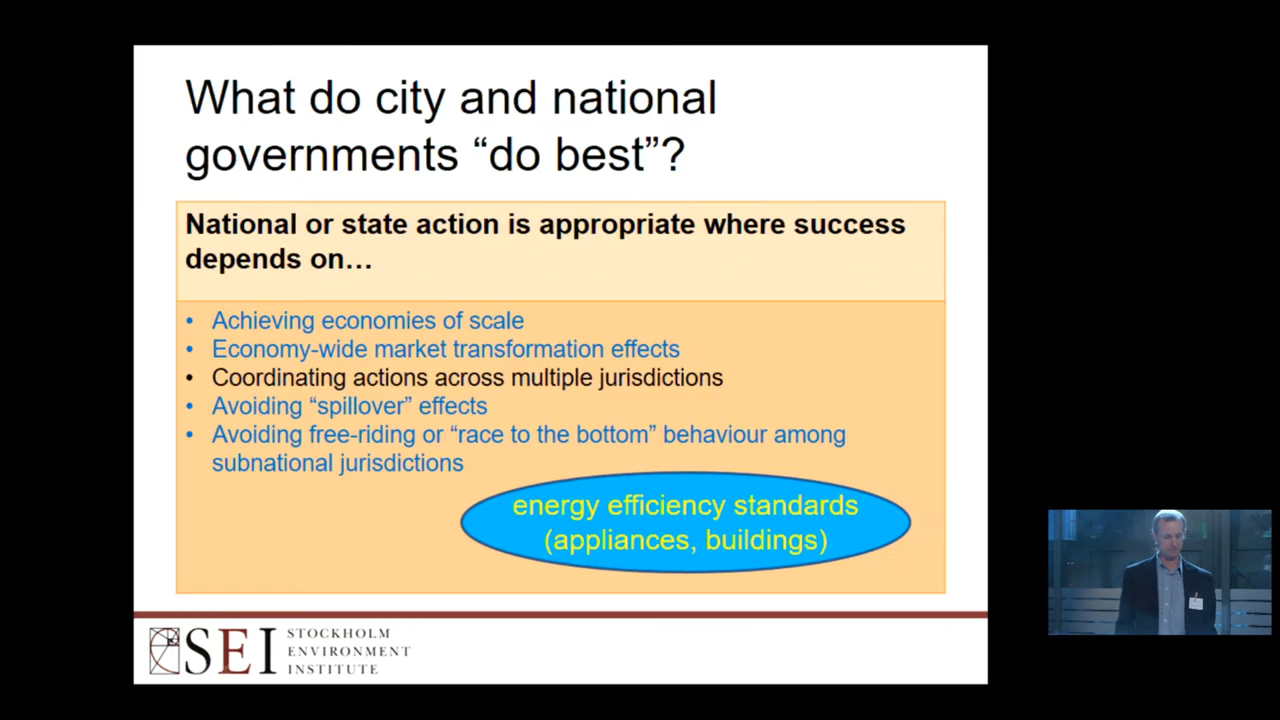 What do city and national
governments “do best”?
National or state action is appropriate where success
depends on…
• Achieving economies of scale
• Economy-wide market transformation effects
• Coordinating actions across multiple jurisdictions
• Avoiding “spillover” effects
• Avoiding free-riding or “race to the bottom” behaviour among
subnational jurisdictions
energy efficiency standards
(appliances, buildings)
SEI
STOCKHOLM
ENVIRONMENT
INSTITUTE